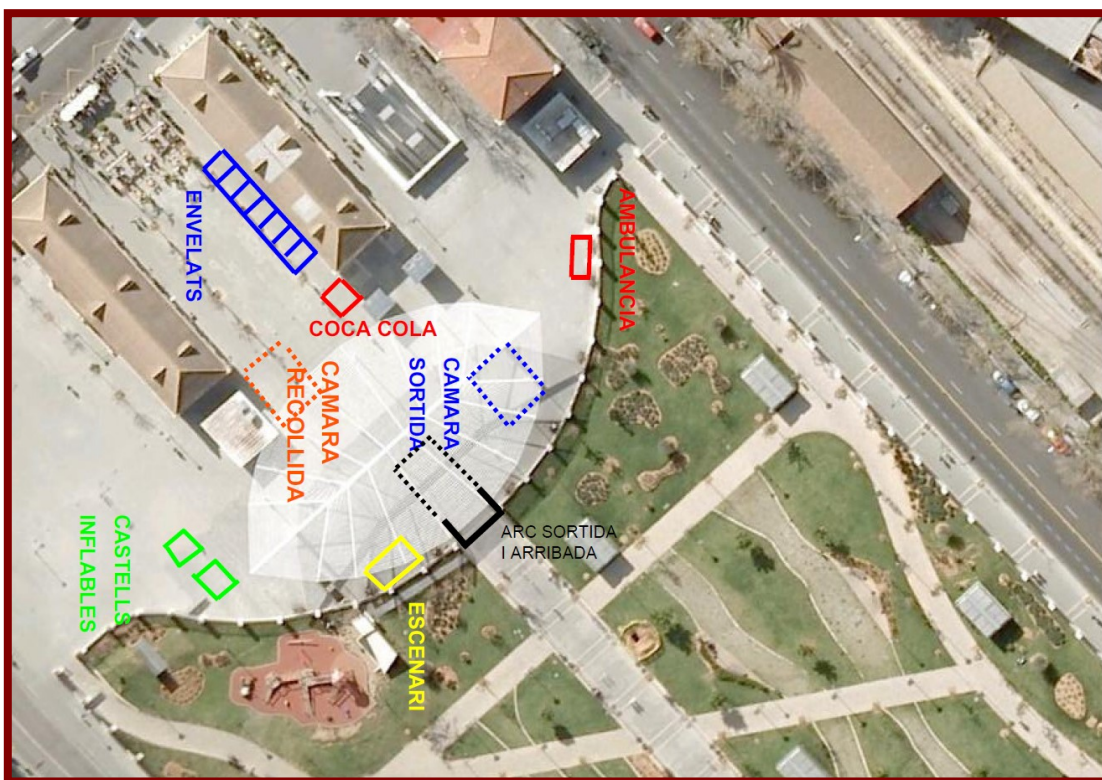 ENVELATS
AMBULANCIA
COCA COLA
CAMARA
SORTIDA
CAMARA
RECOLLIDA
ARC SORTIDA
I ARRIBADA
CASTELLS
INFLABLES
ESCENARI